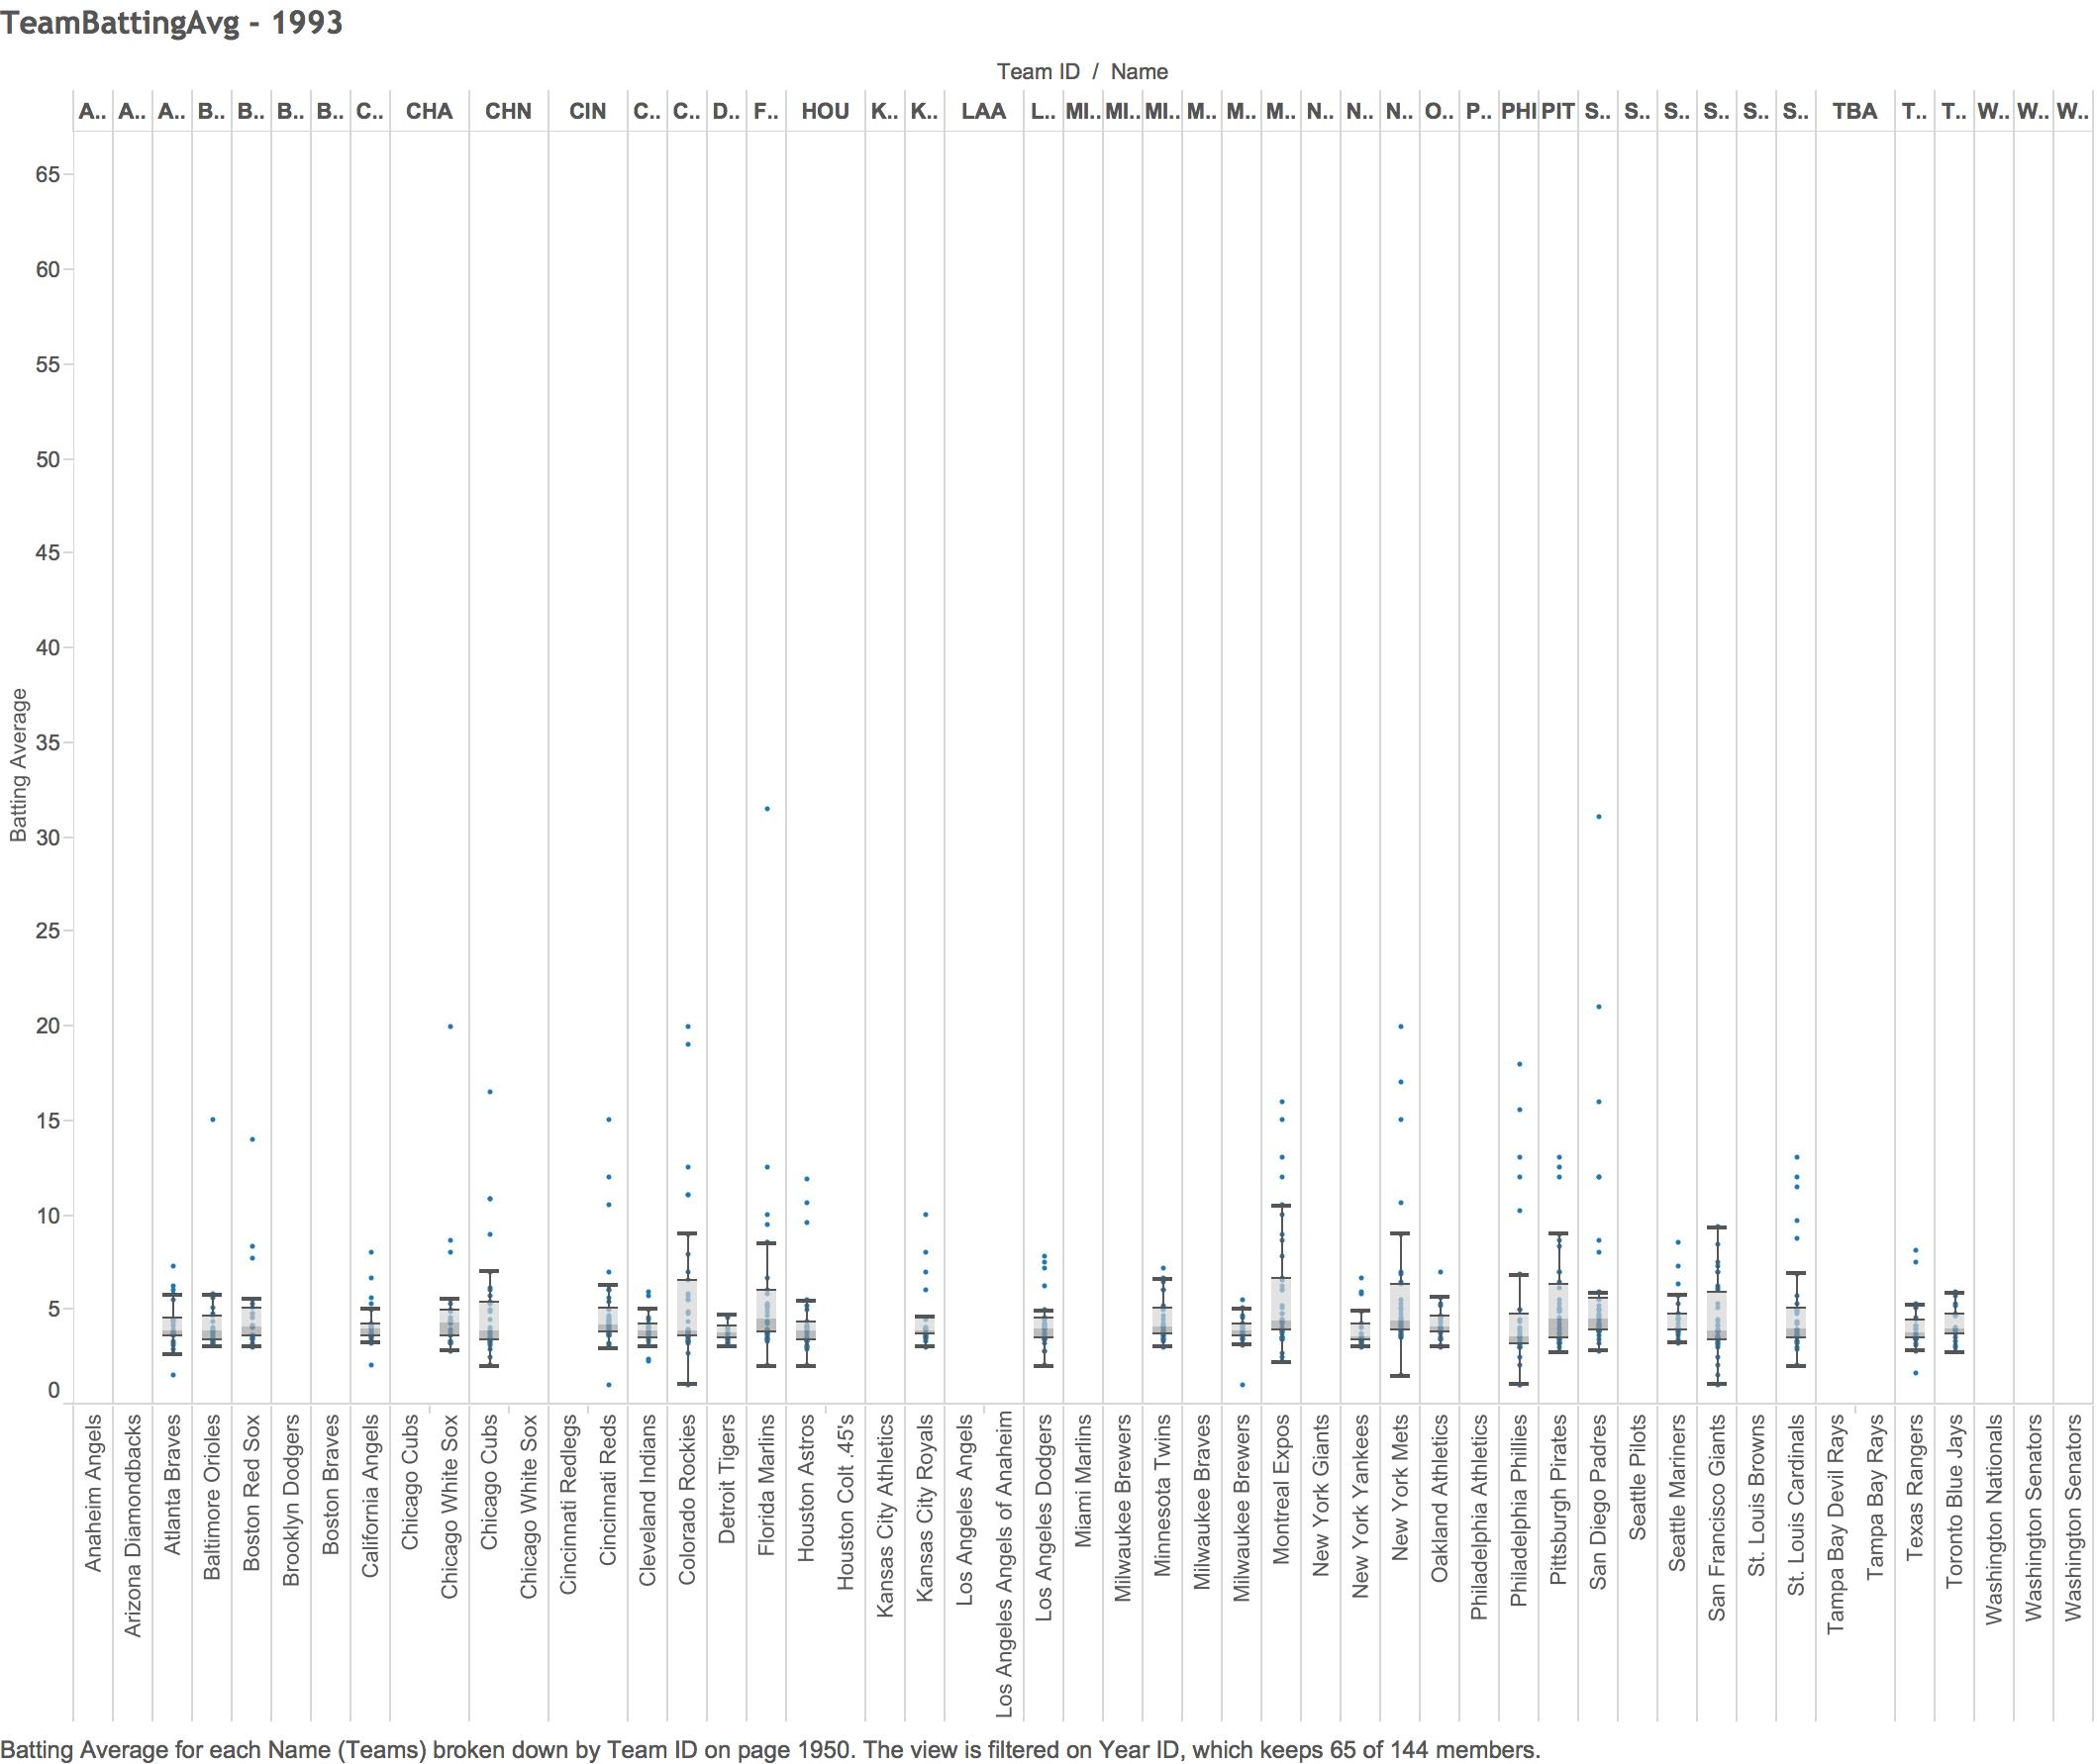 TeamBattingAvg - 1993
Team ID / Name
A.. A.. A.. B.. B.. B.. B.. C.. CHA CHN CIN C.. C.. D.. F.. HOU K.. K.. LAA L.. MI.. MI.. MI.. M.. M.. M.. N.. N.. N.. O.. P.. PHI PIT S.. S.. S.. S.. S.. S.. TBA T.. T.. W.. W.. W..
65
60
55
50
45
40
35
30
25
20
15
10
5
0
Batting Average
Anaheim Angels
Arizona Diamondbacks
Atlanta Braves
Baltimore Orioles
Boston Red Sox
Brooklyn Dodgers
Boston Braves
California Angels
Chicago Cubs
Chicago White Sox
Chicago Cubs
Chicago White Sox
Cincinnati Redlegs
Cincinnati Reds
Cleveland Indians
Colorado Rockies
Detroit Tigers
Florida Marlins
Houston Astros
Houston Colt .45's
Kansas City Athletics
Kansas City Royals
Los Angeles Angels
Los Angeles Angels of Anaheim
Los Angeles Dodgers
Miami Marlins
Milwaukee Brewers
Minnesota Twins
Milwaukee Braves
Milwaukee Brewers
Montreal Expos
New York Giants
New York Yankees
New York Mets
Oakland Athletics
Philadelphia Athletics
Philadelphia Phillies
Pittsburgh Pirates
San Diego Padres
Seattle Pilots
Seattle Mariners
San Francisco Giants
St. Louis Browns
St. Louis Cardinals
Tampa Bay Devil Rays
Tampa Bay Rays
Texas Rangers
Toronto Blue Jays
Washington Nationals
Washington Senators
Washington Senators
Batting Average for each Name (Teams) broken down by Team ID on page 1950. The view is filtered on Year ID, which keeps 65 of 144 members.